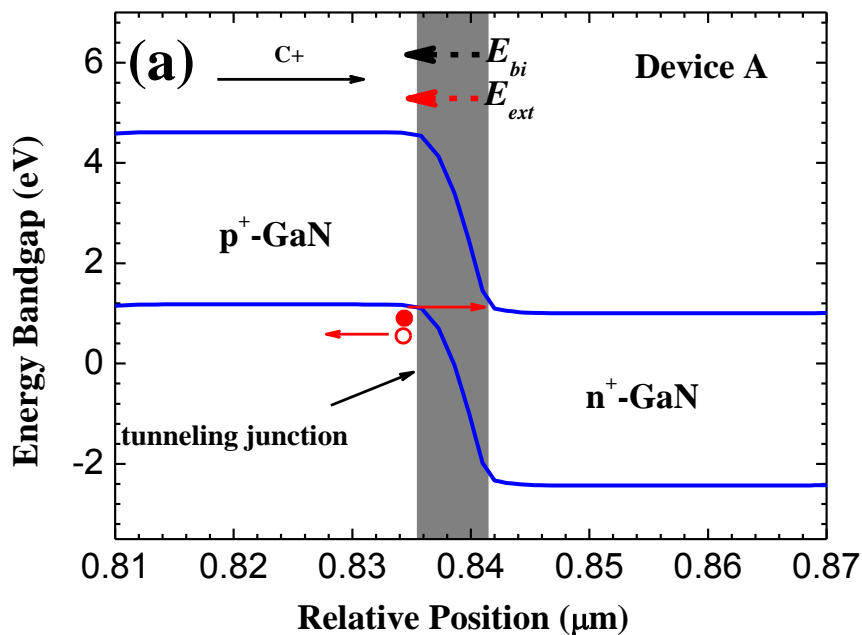 (a)
C+
E_bi
E_ext
Device A
Energy Bandgap (eV)
6
4
2
0
-2
p⁺-GaN
n⁺-GaN
tunneling junction
0.81 0.82 0.83 0.84 0.85 0.86 0.87
Relative Position (μm)